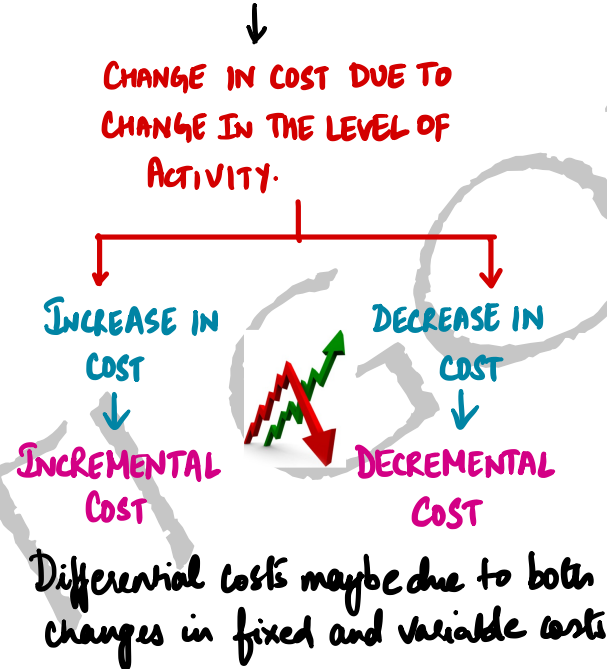 CHANGE IN COST DUE TO
CHANGE IN THE LEVEL OF
ACTIVITY.
INCREASE IN
COST
DECREASE IN
COST
INCREMENTAL
COST
DECREMENTAL
COST
Differential costs maybe due to both
changes in fixed and variable costs